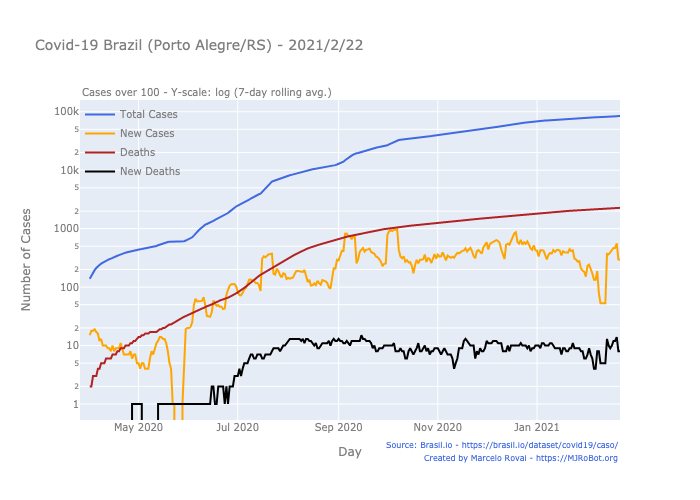 Covid-19 Brazil (Porto Alegre/RS) - 2021/2/22
Cases over 100 - Y-scale: log (7-day rolling avg.)
100k
5
2
10k
5
2
1000
5
2
100
5
2
10
5
2
1
Total Cases
New Cases
Deaths
New Deaths
Number of Cases
May 2020
Jul 2020
Sep 2020
Nov 2020
Jan 2021
Day
Source: Brasil.io - https://brasil.io/dataset/covid19/caso/
Created by Marcelo Rovai - https://MJRoBot.org